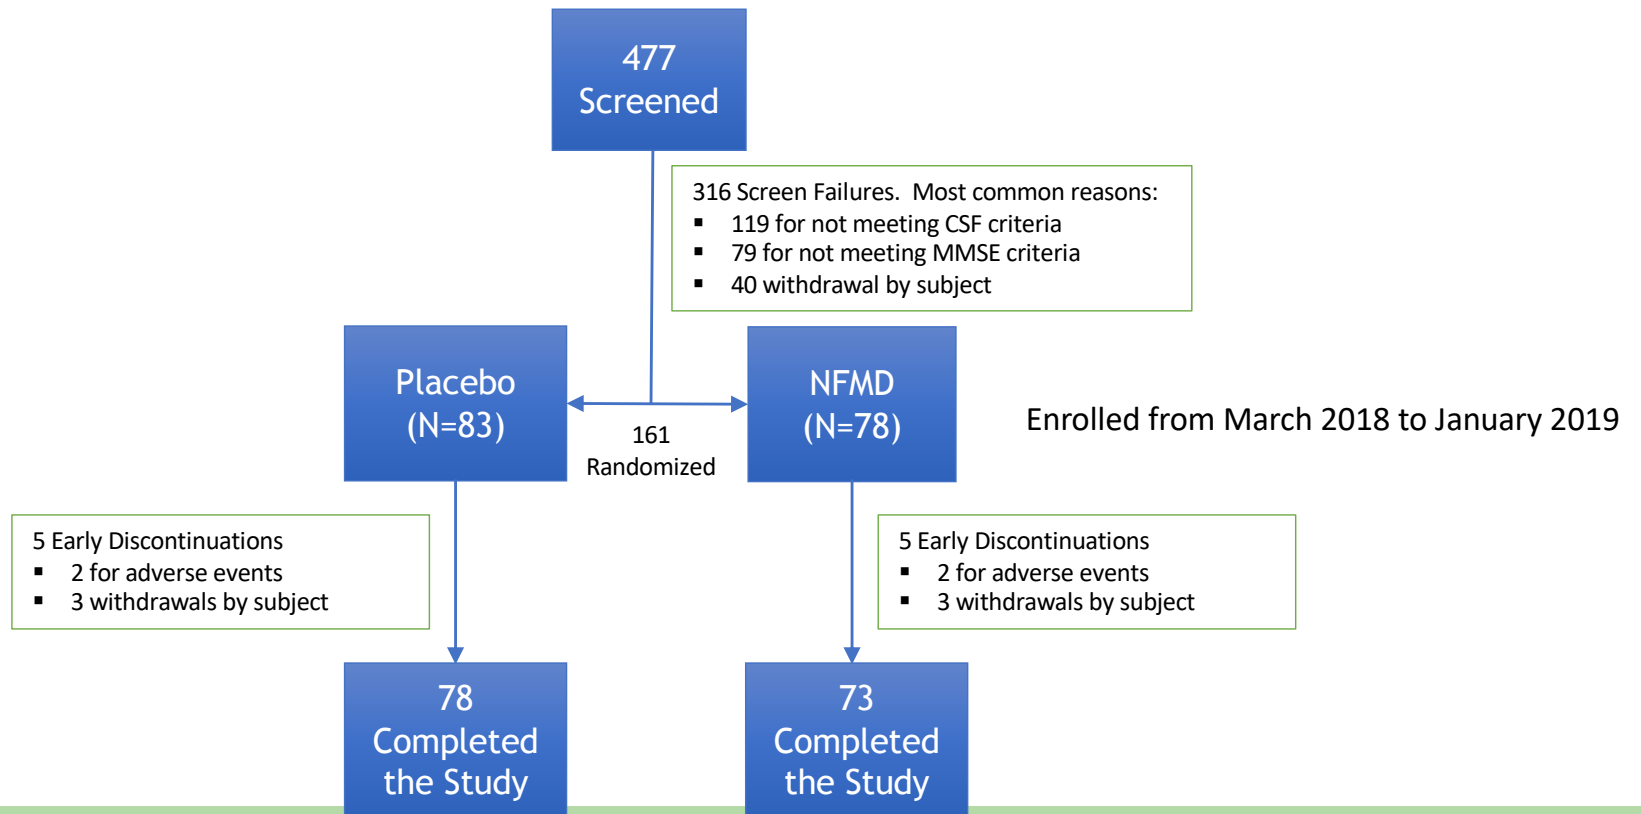 477
Screened
316 Screen Failures.  Most common reasons:
▪ 119 for not meeting CSF criteria
▪ 79 for not meeting MMSE criteria
▪ 40 withdrawal by subject
Placebo
(N=83)
161
Randomized
NFMD
(N=78)
Enrolled from March 2018 to January 2019
5 Early Discontinuations
▪ 2 for adverse events
▪ 3 withdrawals by subject
5 Early Discontinuations
▪ 2 for adverse events
▪ 3 withdrawals by subject
78
Completed
the Study
73
Completed
the Study